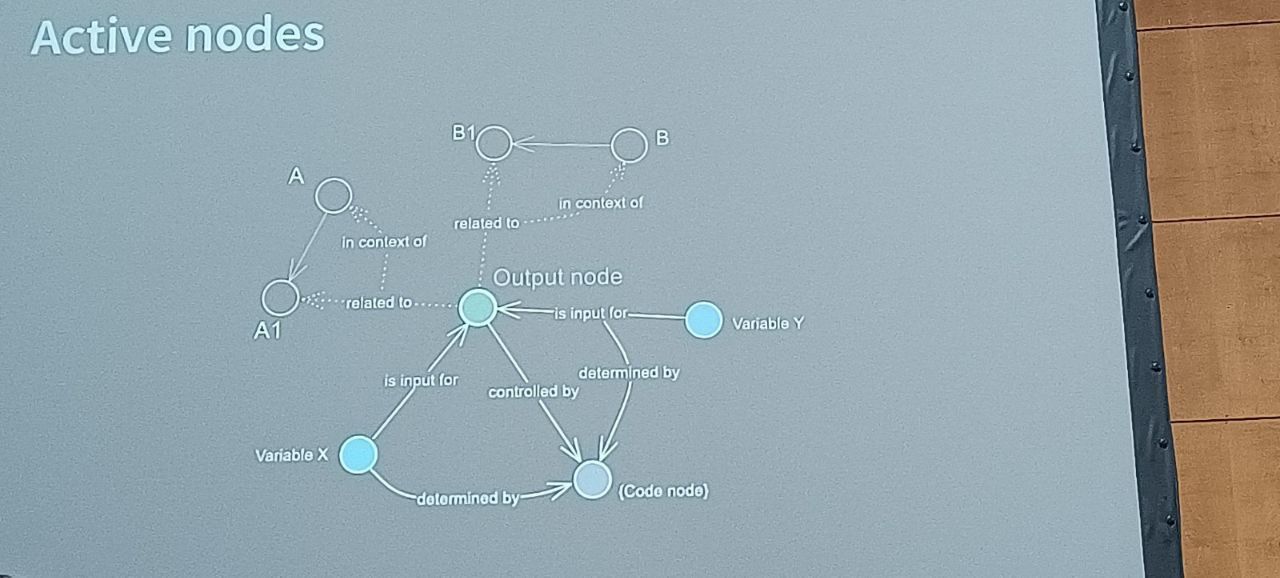 Active nodes
B1
B
A
in context of
related to
in context of
Output node
related to
is input for
Variable Y
A1
is input for
controlled by
determined by
Variable X
determined by
{Code node}